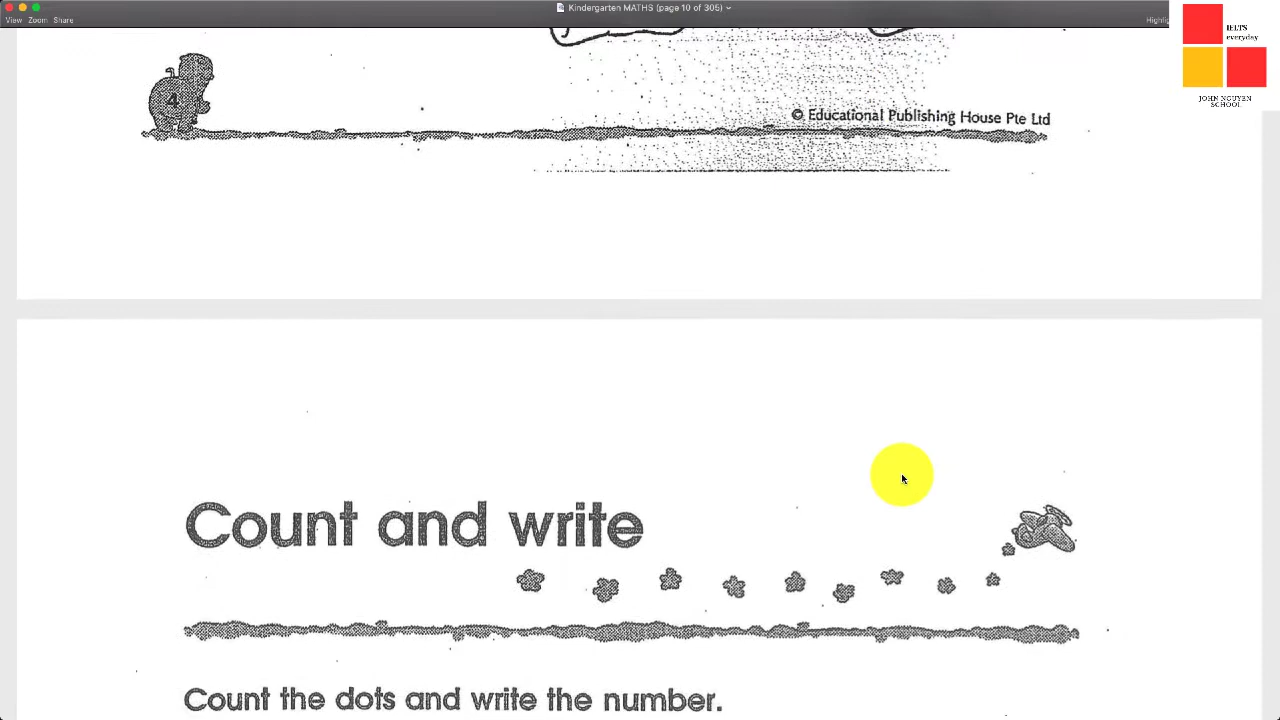 Kindergarten MATHS (page 10 of 305)
View Zoom Share
Highlig
IELTS
everyday
JOHN NGUYEN
SCHOOL
4
© Educational Publishing House Pte Ltd
Count and write
Count the dots and write the number.